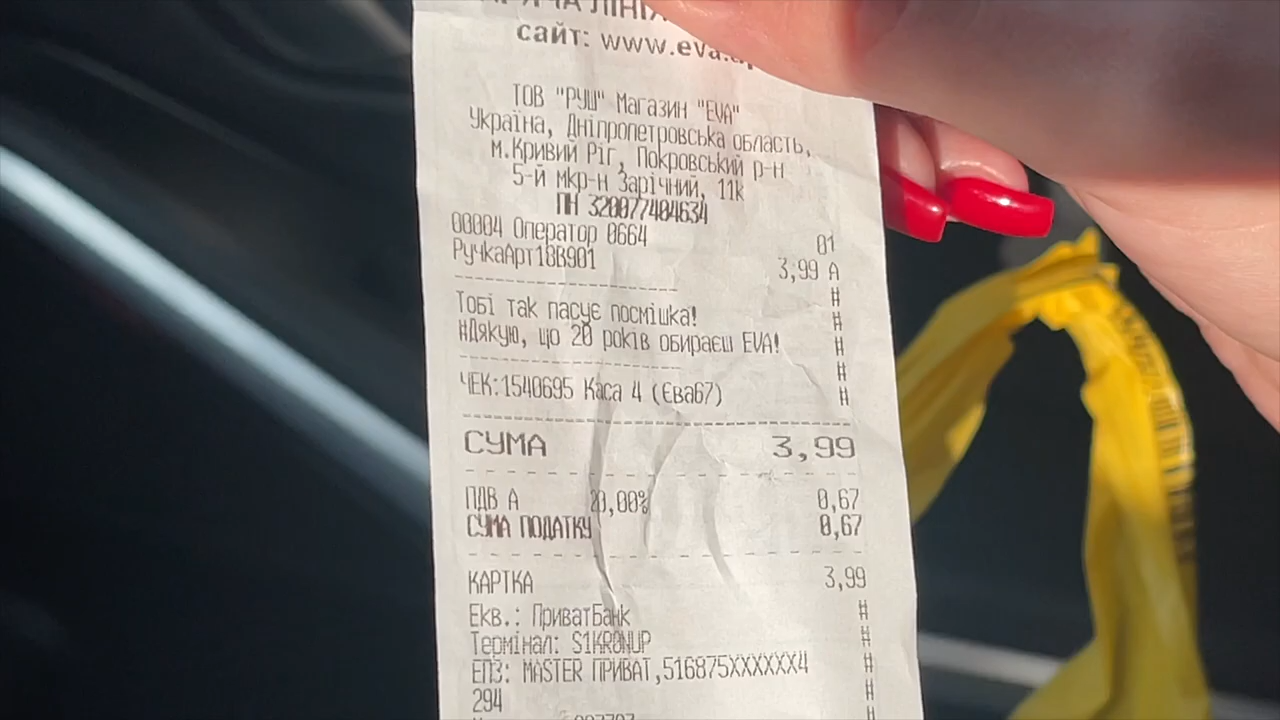 ЛІНІЯ
сайт: www.eva.
ТОВ "РУШ" Магазин "EVA"
Україна, Дніпропетровська область,
м.Кривий Ріг, Покровський р-н
5-й мкр-н Зарічний, 11к
ПН 320077404634
00004 Оператор 0664 01
РучкаАрт18В901 3,99 А
#
Тобі так пасує посмішка! #
#Дякую, що 20 років обираєш EVA! #
#
ЧЕК:1540695 Каса 4 (Єва67) #
СУМА 3,99
ПДВ А 20,00% 0,67
СУМА ПОДАТКУ 0,67
КАРТКА 3,99
Екв.: ПриватБанк #
Термінал: S1KR0NUP #
ЕПЗ: MASTER ПРИВАТ,516875XXXXXX4 #
294 #
#